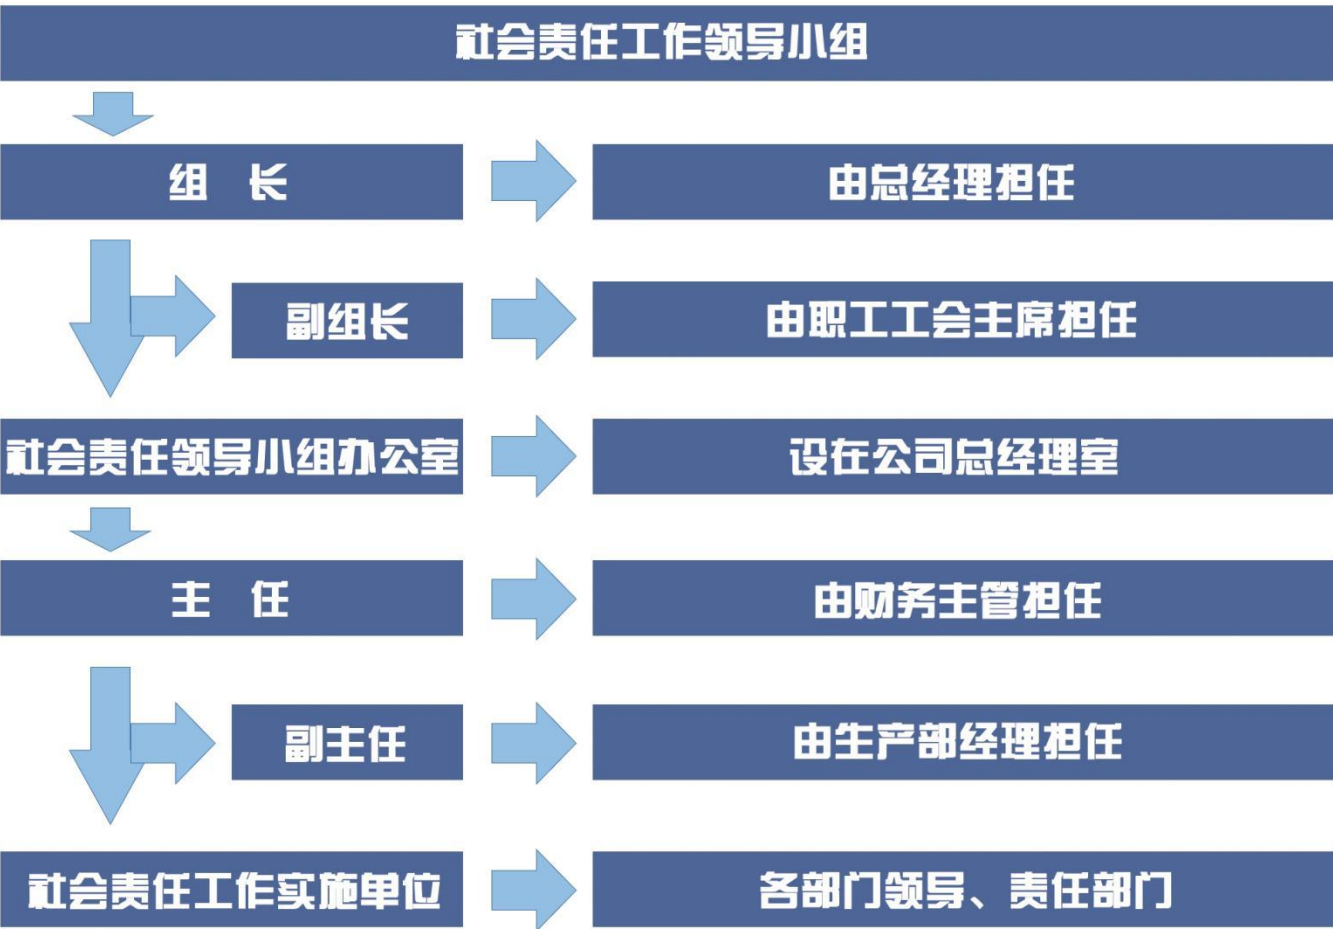 社会责任工作领导小组
组 长
由总经理担任
副组长
由职工工会主席担任
社会责任领导小组办公室
设在公司总经理室
主 任
由财务主管担任
副主任
由生产部经理担任
社会责任工作实施单位
各部门领导、责任部门